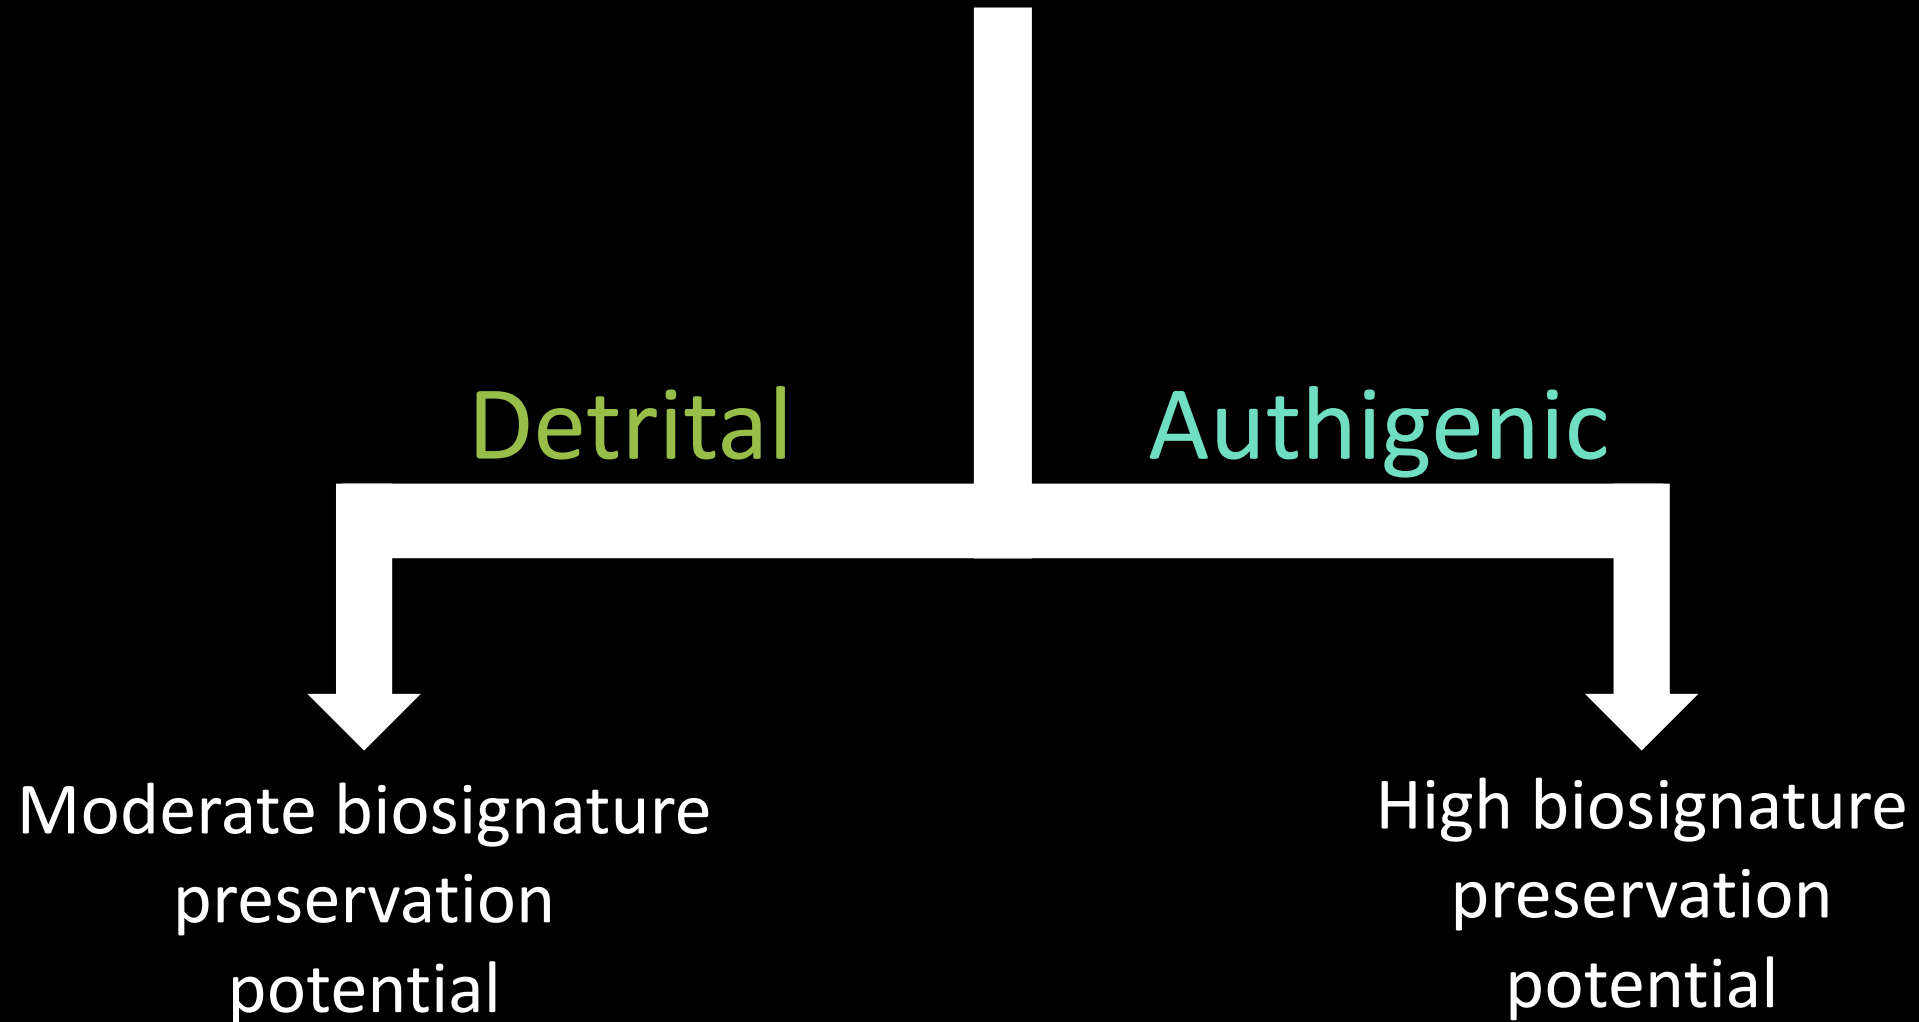 Detrital
Authigenic
Moderate biosignature
preservation
potential
High biosignature
preservation
potential